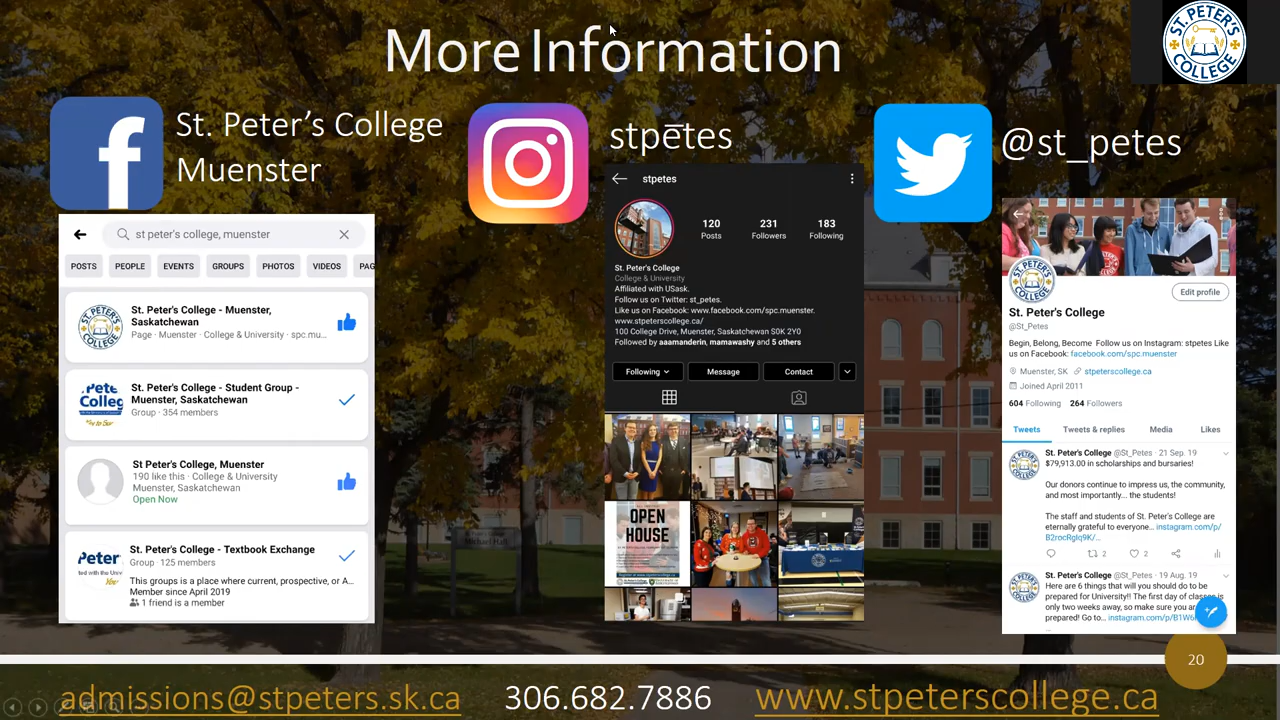 More Information
ST. PETER'S
COLLEGE
St. Peter's College
Muenster
stpetes
@st_petes
st peter's college, muenster
POSTS PEOPLE EVENTS GROUPS PHOTOS VIDEOS PAG
St. Peter's College - Muenster,
Saskatchewan
Page · Muenster · College & University · spc.mu...
St. Peter's College - Student Group -
Muenster, Saskatchewan
Group · 354 members
St Peter's College, Muenster
190 like this · College & University
Muenster, Saskatchewan
Open Now
St. Peter's College - Textbook Exchange
Group · 125 members
This groups is a place where current, prospective, or A...
Member since April 2019
1 friend is a member
stpetes
120 231 183
Posts Followers Following
St. Peter's College
College & University
Affiliated with USask.
Follow us on Twitter: st_petes.
Like us on Facebook: www.facebook.com/spc.muenster.
www.stpeterscollege.ca/
100 College Drive, Muenster, Saskatchewan S0K 2Y0
Followed by aaamanderin, mamawashy and 5 others
Following Message Contact
OPEN
HOUSE
Edit profile
St. Peter's College
@St_Petes
Begin, Belong, Become Follow us on Instagram: stpetes Like
us on Facebook: facebook.com/spc.muenster
Muenster, SK stpeterscollege.ca
Joined April 2011
604 Following 264 Followers
Tweets Tweets & replies Media Likes
St. Peter's College @St_Petes · 21 Sep. 19
$79,913.00 in scholarships and bursaries!
Our donors continue to impress us, the community,
and most importantly... the students!
The staff and students of St. Peter's College are
eternally grateful to everyone... instagram.com/p/
B2rocRgIq9K/...
2 2
St. Peter's College @St_Petes · 19 Aug. 19
Here are 6 things that will you should do to be
prepared for University!! The first day of classes
only two weeks away, so make sure you are
prepared! Go to... instagram.com/p/B1W6
20
admissions@stpeters.sk.ca 306.682.7886 www.stpeterscollege.ca